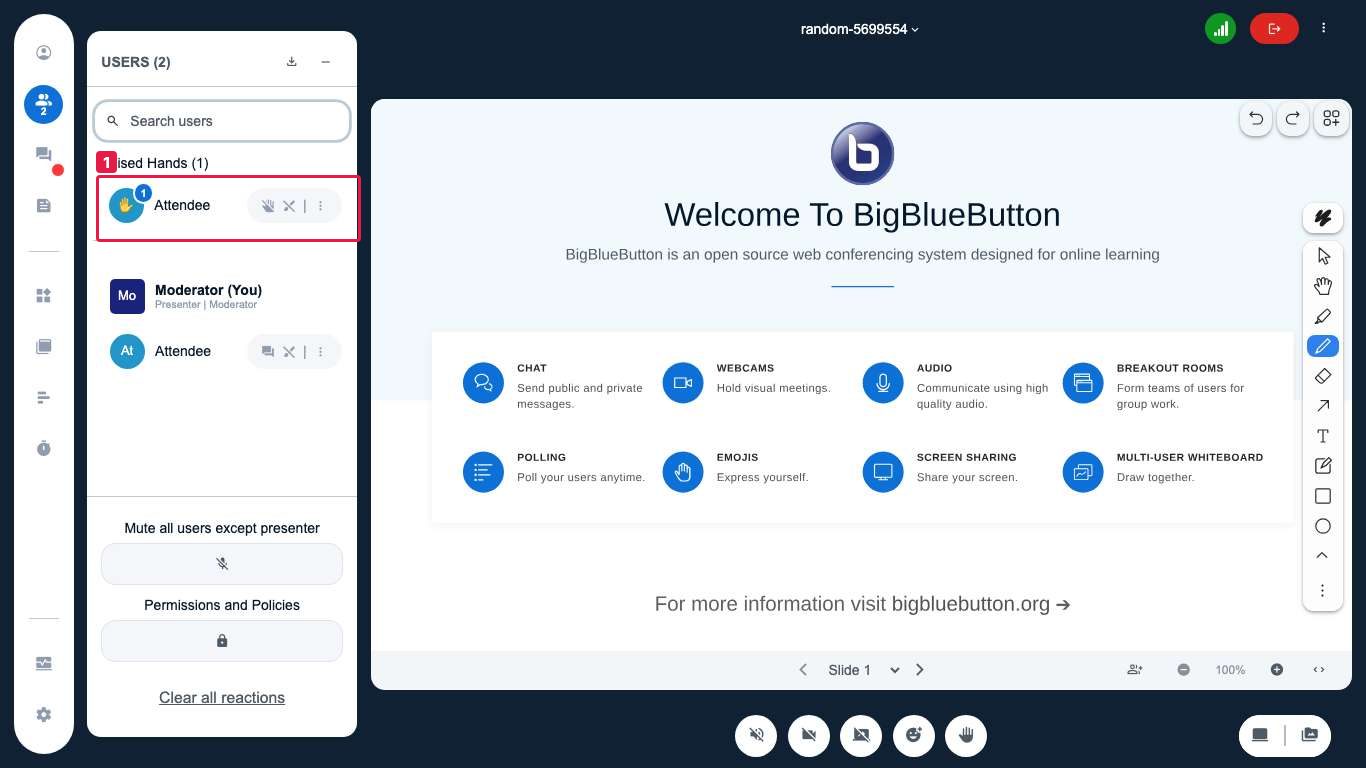 random-5699554
USERS (2)
2
Search users
1
ised Hands (1)
1
Attendee
Mo
Moderator (You)
Presenter | Moderator
At
Attendee
Mute all users except presenter
Permissions and Policies
Clear all reactions
b
Welcome To BigBlueButton
BigBlueButton is an open source web conferencing system designed for online learning
CHAT
Send public and private
messages.
WEBCAMS
Hold visual meetings.
AUDIO
Communicate using high
quality audio.
BREAKOUT ROOMS
Form teams of users for
group work.
POLLING
Poll your users anytime.
EMOJIS
Express yourself.
SCREEN SHARING
Share your screen.
MULTI-USER WHITEBOARD
Draw together.
For more information visit bigbluebutton.org →
Slide 1
100%